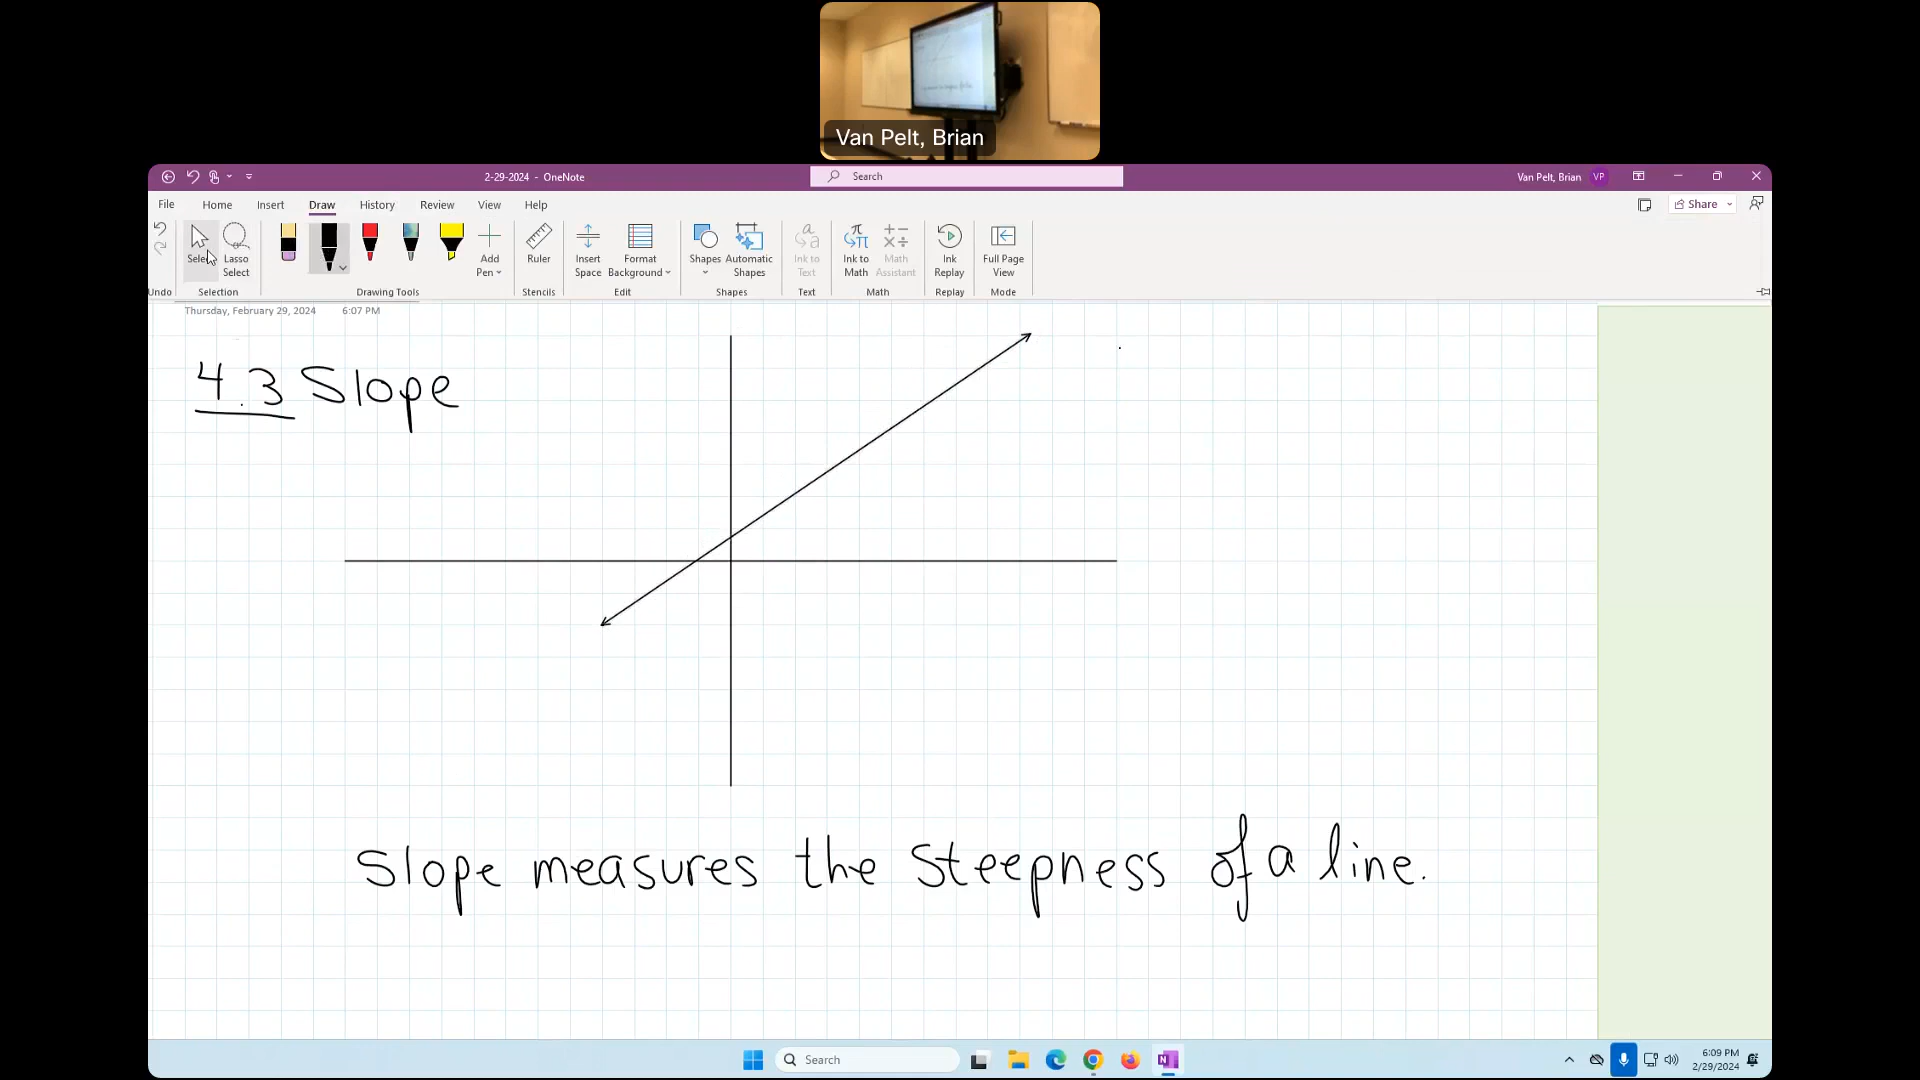 Van Pelt, Brian
2-29-2024 - OneNote
Search
Van Pelt, Brian VP
File Home Insert Draw History Review View Help
Share
Select
Lasso Select
Add Pen
Ruler
Insert Space
Format Background
Shapes
Automatic Shapes
Ink to Text
Ink to Math
Math Assistant
Ink Replay
Full Page View
Undo Selection Drawing Tools Stencils Edit Shapes Text Math Replay Mode
Thursday, February 29, 2024 6:07 PM
4.3 Slope
Slope measures the steepness of a line.
Search
6:09 PM
2/29/2024